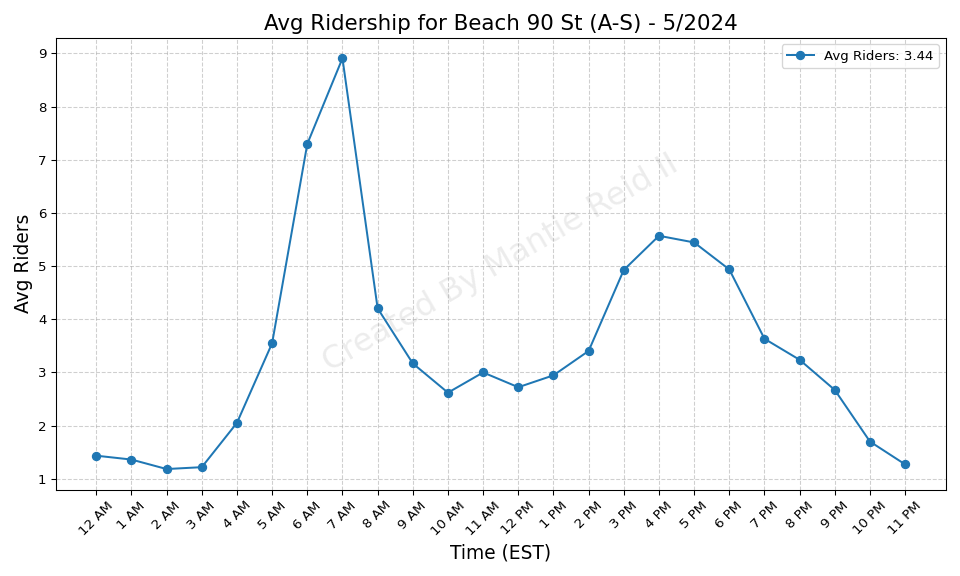 Avg Ridership for Beach 90 St (A-S) - 5/2024
Avg Riders: 3.44
Avg Riders
9
8
7
6
5
4
3
2
1
Created By Mantie Reid II
12 AM
1 AM
2 AM
3 AM
4 AM
5 AM
6 AM
7 AM
8 AM
9 AM
10 AM
11 AM
12 PM
1 PM
2 PM
3 PM
4 PM
5 PM
6 PM
7 PM
8 PM
9 PM
10 PM
11 PM
Time (EST)